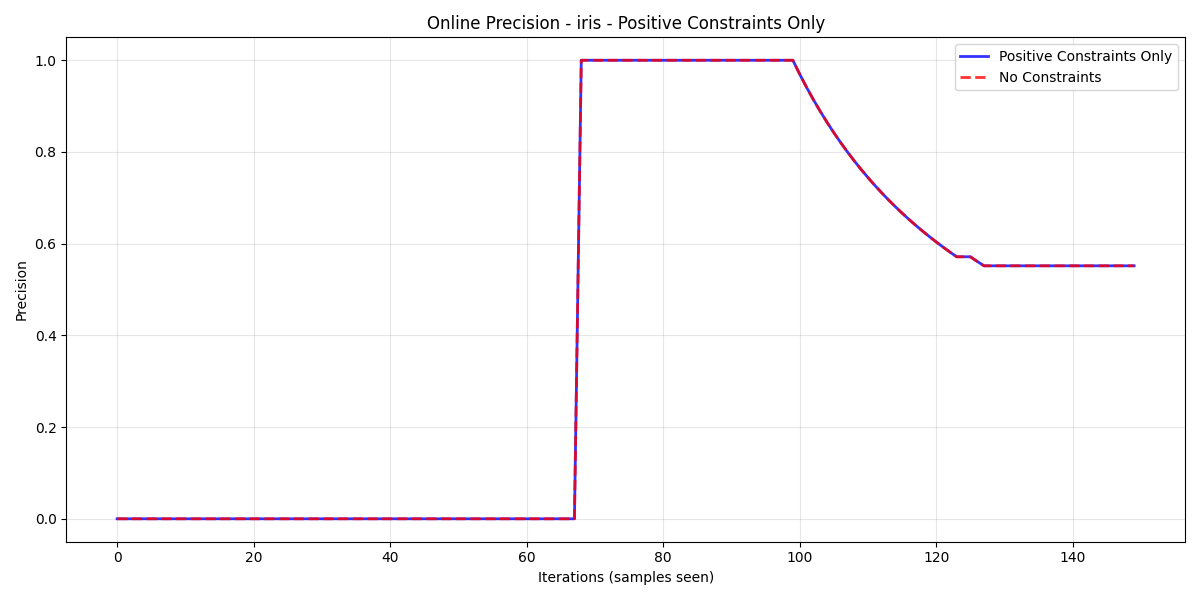 Online Precision - iris - Positive Constraints Only
Positive Constraints Only
No Constraints
Precision
1.0
0.8
0.6
0.4
0.2
0.0
0 20 40 60 80 100 120 140
Iterations (samples seen)